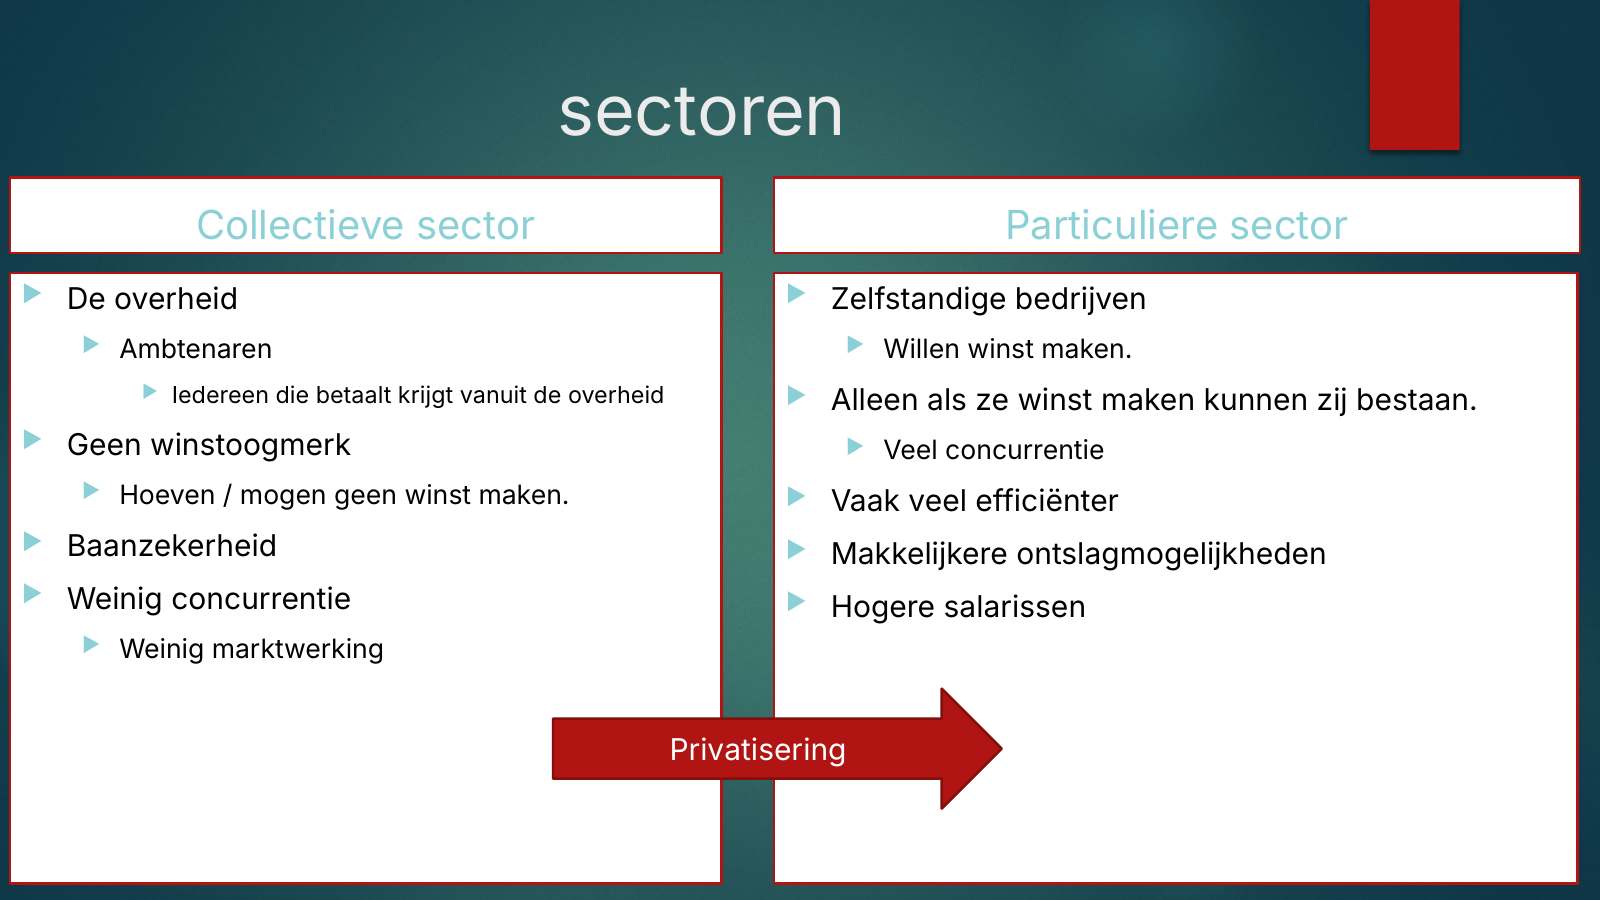 sectoren
Collectieve sector
De overheid
Ambtenaren
Iedereen die betaalt krijgt vanuit de overheid
Geen winstoogmerk
Hoeven / mogen geen winst maken.
Baanzekerheid
Weinig concurrentie
Weinig marktwerking
Particuliere sector
Zelfstandige bedrijven
Willen winst maken.
Alleen als ze winst maken kunnen zij bestaan.
Veel concurrentie
Vaak veel efficiënter
Makkelijkere ontslagmogelijkheden
Hogere salarissen
Privatisering